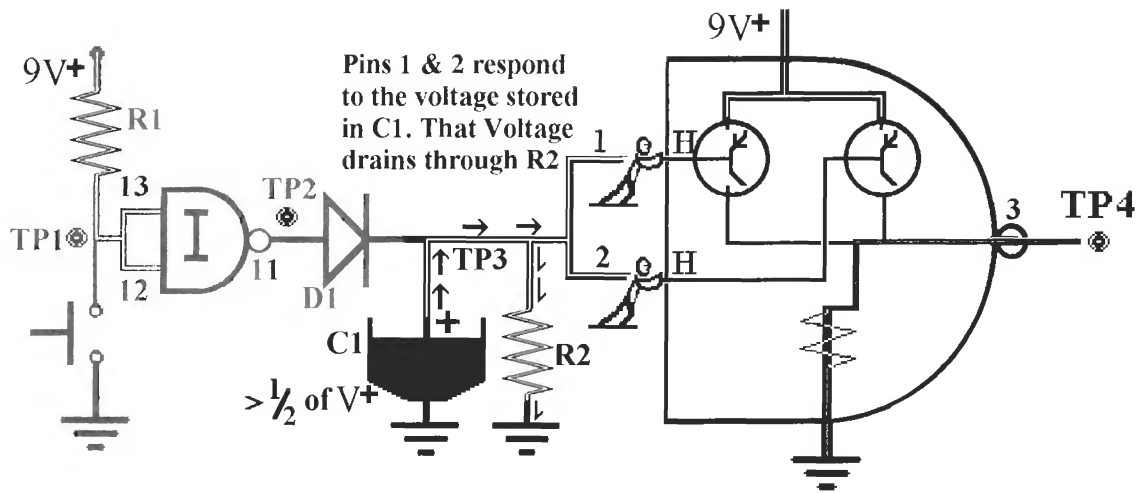 9V+
R1
13
12
TP1
I
11
TP2
D1
Pins 1 & 2 respond
to the voltage stored
in C1. That Voltage
drains through R2
TP3
+
C1
> 1/2 of V+
R2
1
2
H
H
9V+
3
TP4